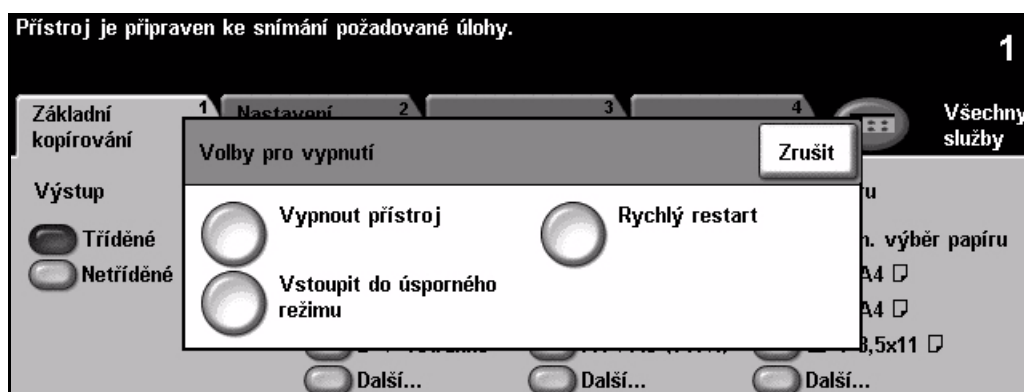 Přístroj je připraven ke snímání požadované úlohy.
1
Základní
kopírování
1
Nastavení
2
3
4
Všechny
služby
Volby pro vypnutí
Zrušit
Výstup
Tříděné
Netříděné
Vypnout přístroj
Rychlý restart
Vstoupit do úsporného
režimu
výběr papíru
A4
A4
8,5x11
Další...
Další...
Další...